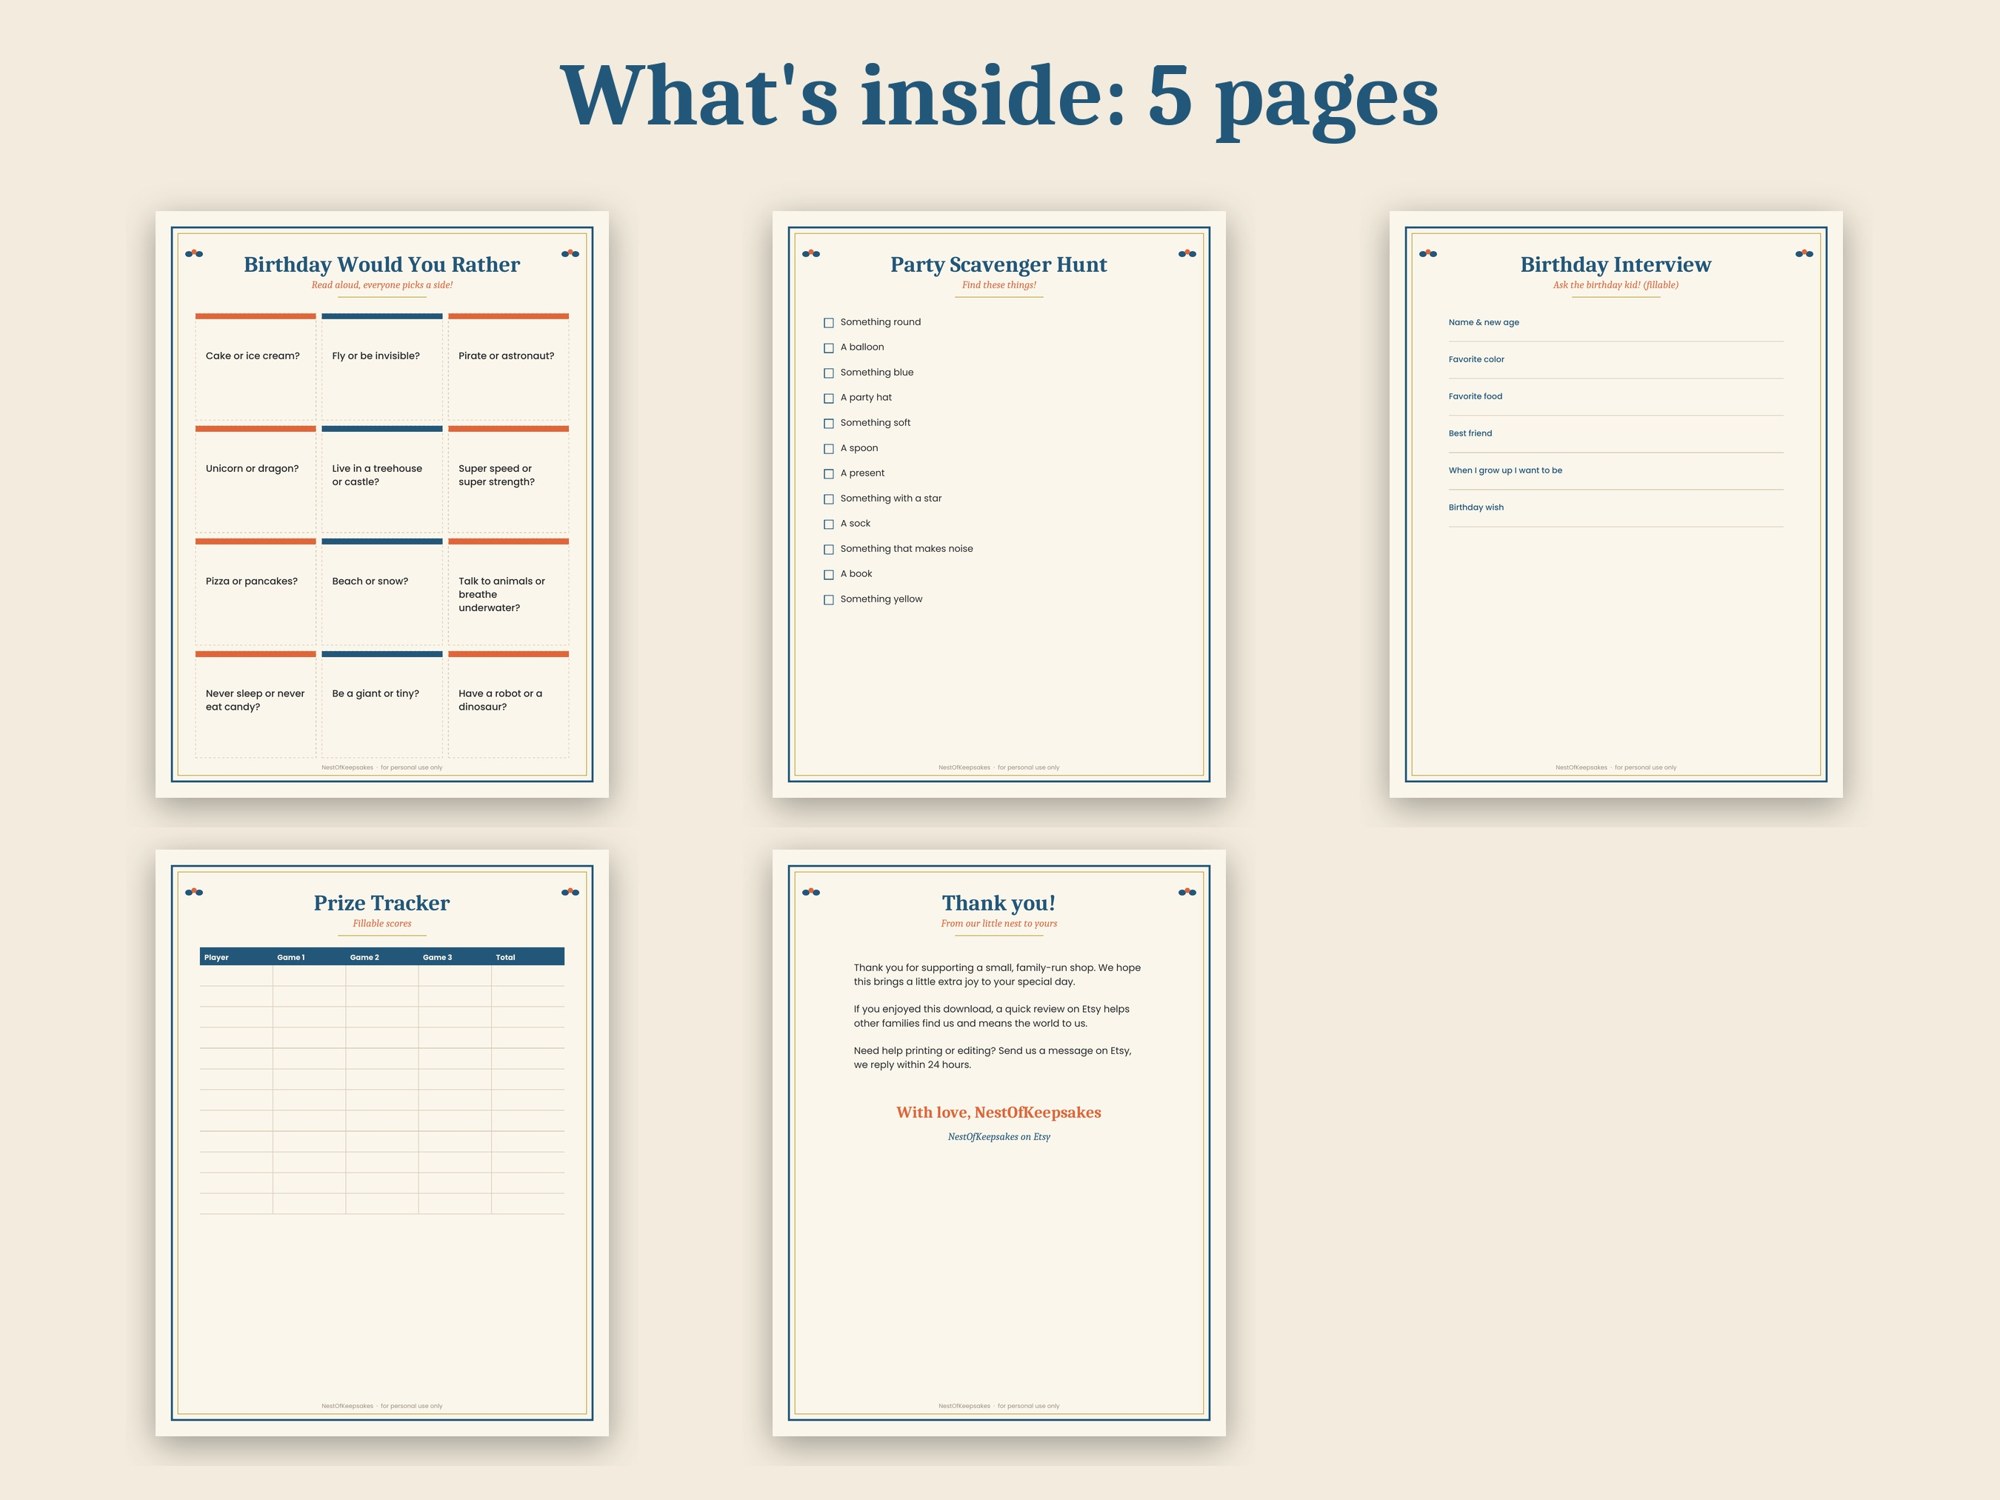 What's inside: 5 pages
Birthday Would You Rather
Read aloud, everyone picks a side!
Cake or ice cream?
Fly or be invisible?
Pirate or astronaut?
Unicorn or dragon?
Live in a treehouse
or castle?
Super speed or
super strength?
Pizza or pancakes?
Beach or snow?
Talk to animals or
breathe
underwater?
Never sleep or never
eat candy?
Be a giant or tiny?
Have a robot or a
dinosaur?
NestOfKeepsakes · for personal use only
Party Scavenger Hunt
Find these things!
Something round
A balloon
Something blue
A party hat
Something soft
A spoon
A present
Something with a star
A sock
Something that makes noise
A book
Something yellow
NestOfKeepsakes · for personal use only
Birthday Interview
Ask the birthday kid! (fillable)
Name & new age
Favorite color
Favorite food
Best friend
When I grow up I want to be
Birthday wish
NestOfKeepsakes · for personal use only
Prize Tracker
Fillable scores
Player Game 1 Game 2 Game 3 Total
NestOfKeepsakes · for personal use only
Thank you!
From our little nest to yours
Thank you for supporting a small, family-run shop. We hope
this brings a little extra joy to your special day.
If you enjoyed this download, a quick review on Etsy helps
other families find us and means the world to us.
Need help printing or editing? Send us a message on Etsy,
we reply within 24 hours.
With love, NestOfKeepsakes
NestOfKeepsakes on Etsy
NestOfKeepsakes · for personal use only